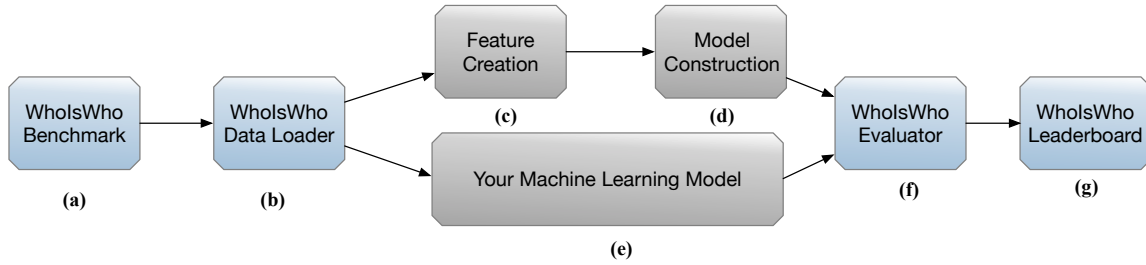 WhoIsWho
Benchmark
(a)
WhoIsWho
Data Loader
(b)
Feature
Creation
(c)
Model
Construction
(d)
Your Machine Learning Model
(e)
WhoIsWho
Evaluator
(f)
WhoIsWho
Leaderboard
(g)